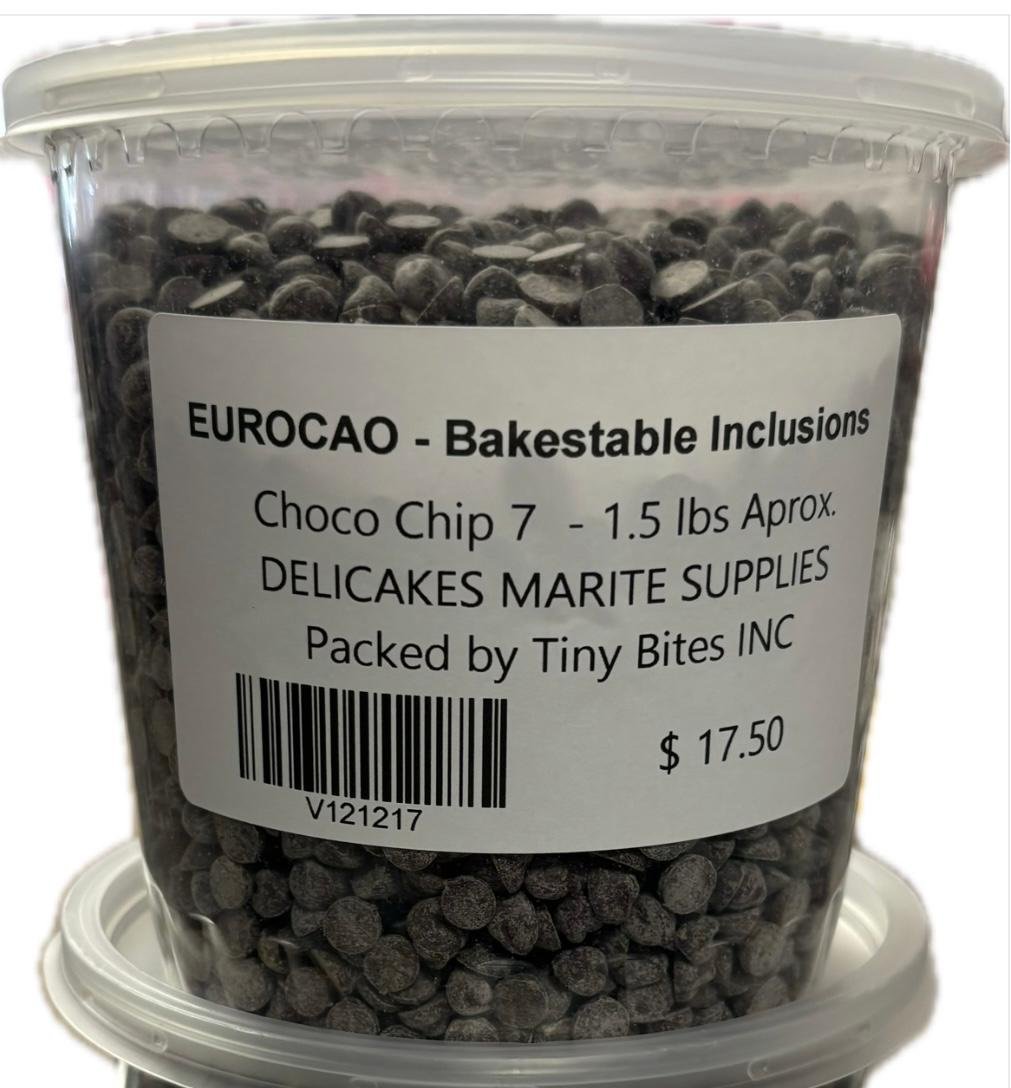 EUROCAO - Bakestable Inclusions
Choco Chip 7 - 1.5 lbs Aprox.
DELICAKES MARITE SUPPLIES
Packed by Tiny Bites INC
$ 17.50
V121217